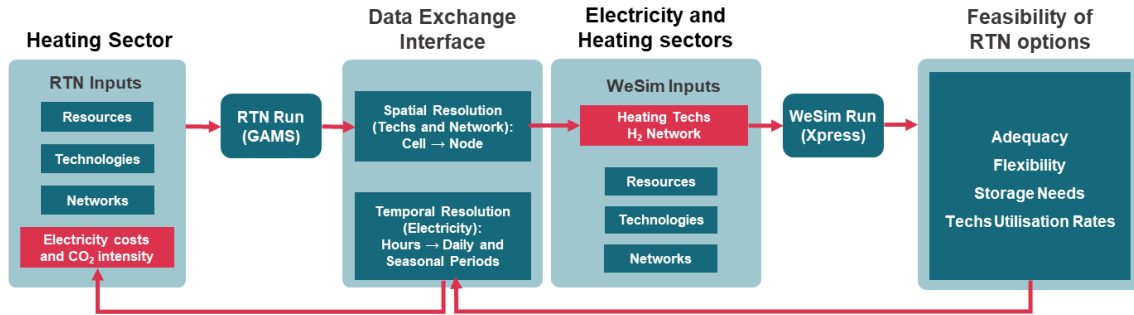 Heating Sector
RTN Inputs
Resources
Technologies
Networks
Electricity costs
and CO₂ intensity
RTN Run
(GAMS)
Data Exchange
Interface
Spatial Resolution
(Techs and Network):
Cell → Node
Temporal Resolution
(Electricity):
Hours → Daily and
Seasonal Periods
Electricity and
Heating sectors
WeSim Inputs
Heating Techs
H₂ Network
Resources
Technologies
Networks
WeSim Run
(Xpress)
Feasibility of
RTN options
Adequacy
Flexibility
Storage Needs
Techs Utilisation Rates